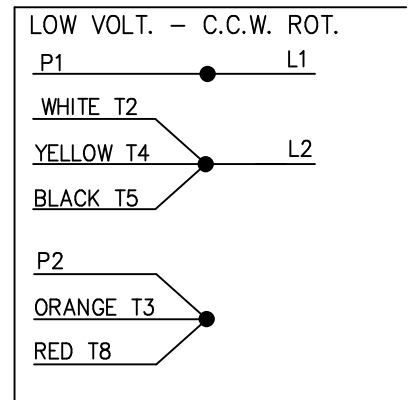 LOW VOLT. – C.C.W. ROT.
P1 L1
WHITE T2
YELLOW T4 L2
BLACK T5
P2
ORANGE T3
RED T8